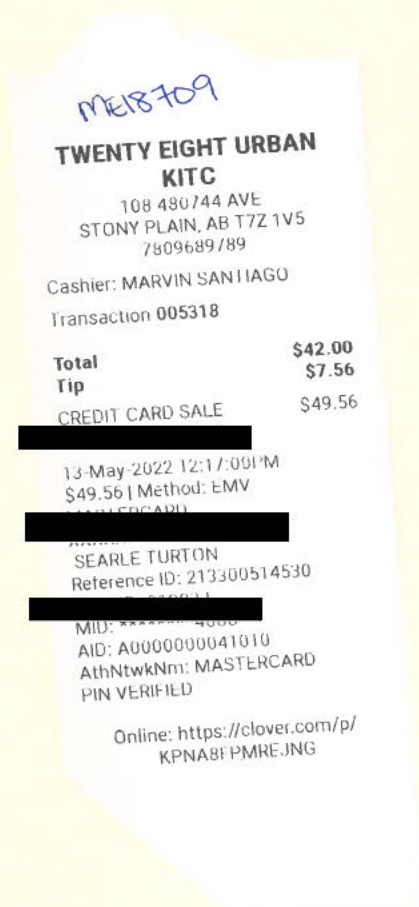 ME18709
TWENTY EIGHT URBAN
KITC
108 480744 AVE
STONY PLAIN, AB T7Z 1V5
7809689789
Cashier: MARVIN SANTIAGO
Transaction 005318
Total $42.00
Tip $7.56
CREDIT CARD SALE $49.56
13-May-2022 12:17:00PM
$49.56 | Method: EMV
SEARLE TURTON
Reference ID: 213300514530
MID: ********
AID: A0000000041010
AthNtwkNm: MASTERCARD
PIN VERIFIED
Online: https://clover.com/p/
KPNA8FPMREJNG